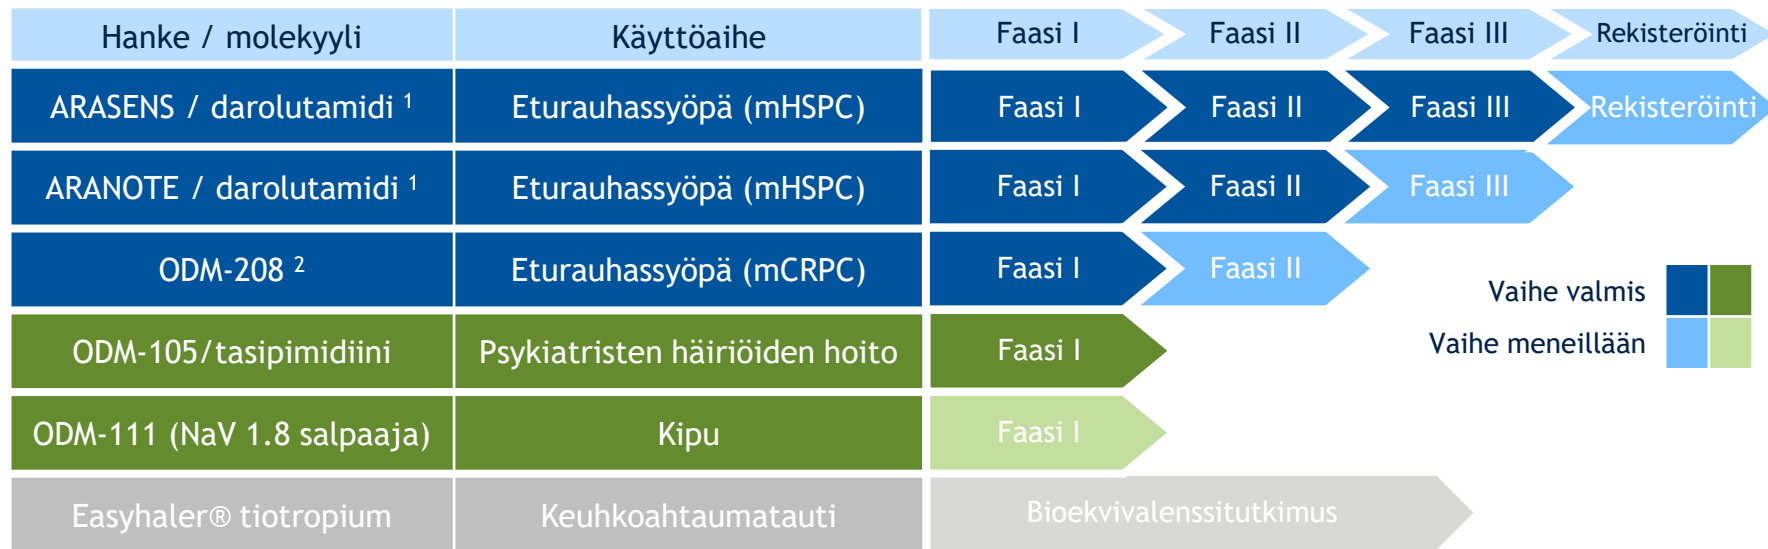 Hanke / molekyyli Käyttöaihe Faasi I Faasi II Faasi III Rekisteröinti
ARASENS / darolutamidi ¹ Eturauhassyöpä (mHSPC) Faasi I Faasi II Faasi III Rekisteröinti
ARANOTE / darolutamidi ¹ Eturauhassyöpä (mHSPC) Faasi I Faasi II Faasi III
ODM-208 ² Eturauhassyöpä (mCRPC) Faasi I Faasi II
Vaihe valmis
Vaihe meneillään
ODM-105/tasipimidiini Psykiatristen häiriöiden hoito Faasi I
ODM-111 (NaV 1.8 salpaaja) Kipu Faasi I
Easyhaler® tiotropium Keuhkoahtaumatauti Bioekvivalenssitutkimus